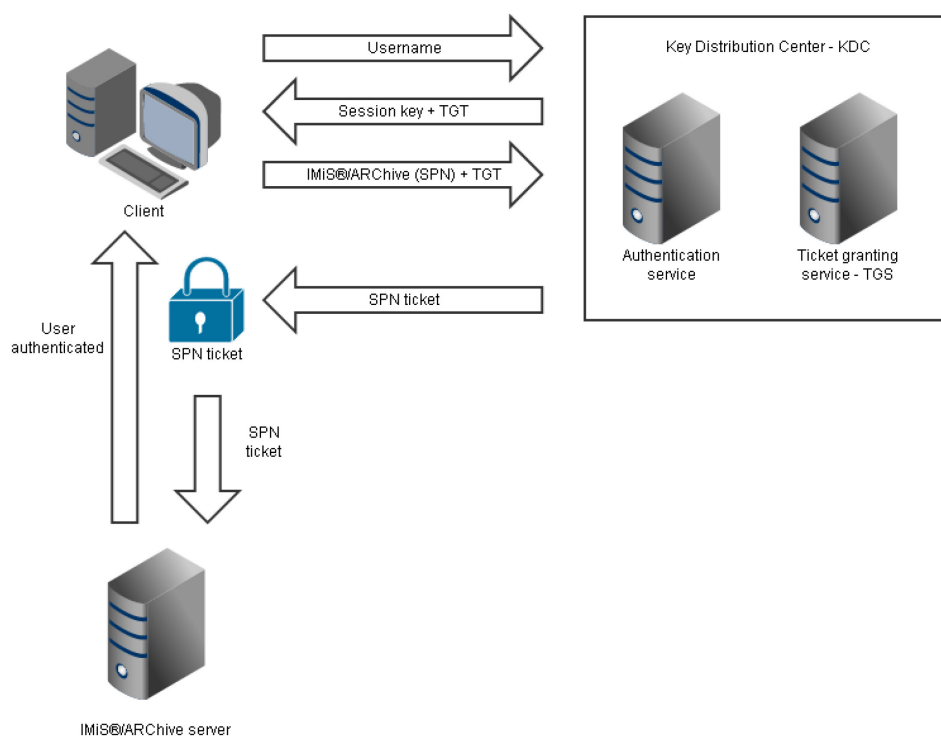 Username
Key Distribution Center - KDC
Session key + TGT
IMiS®/ARChive (SPN) + TGT
Client
Authentication
service
Ticket granting
service - TGS
SPN ticket
User
authenticated
SPN ticket
SPN
ticket
IMiS®/ARChive server